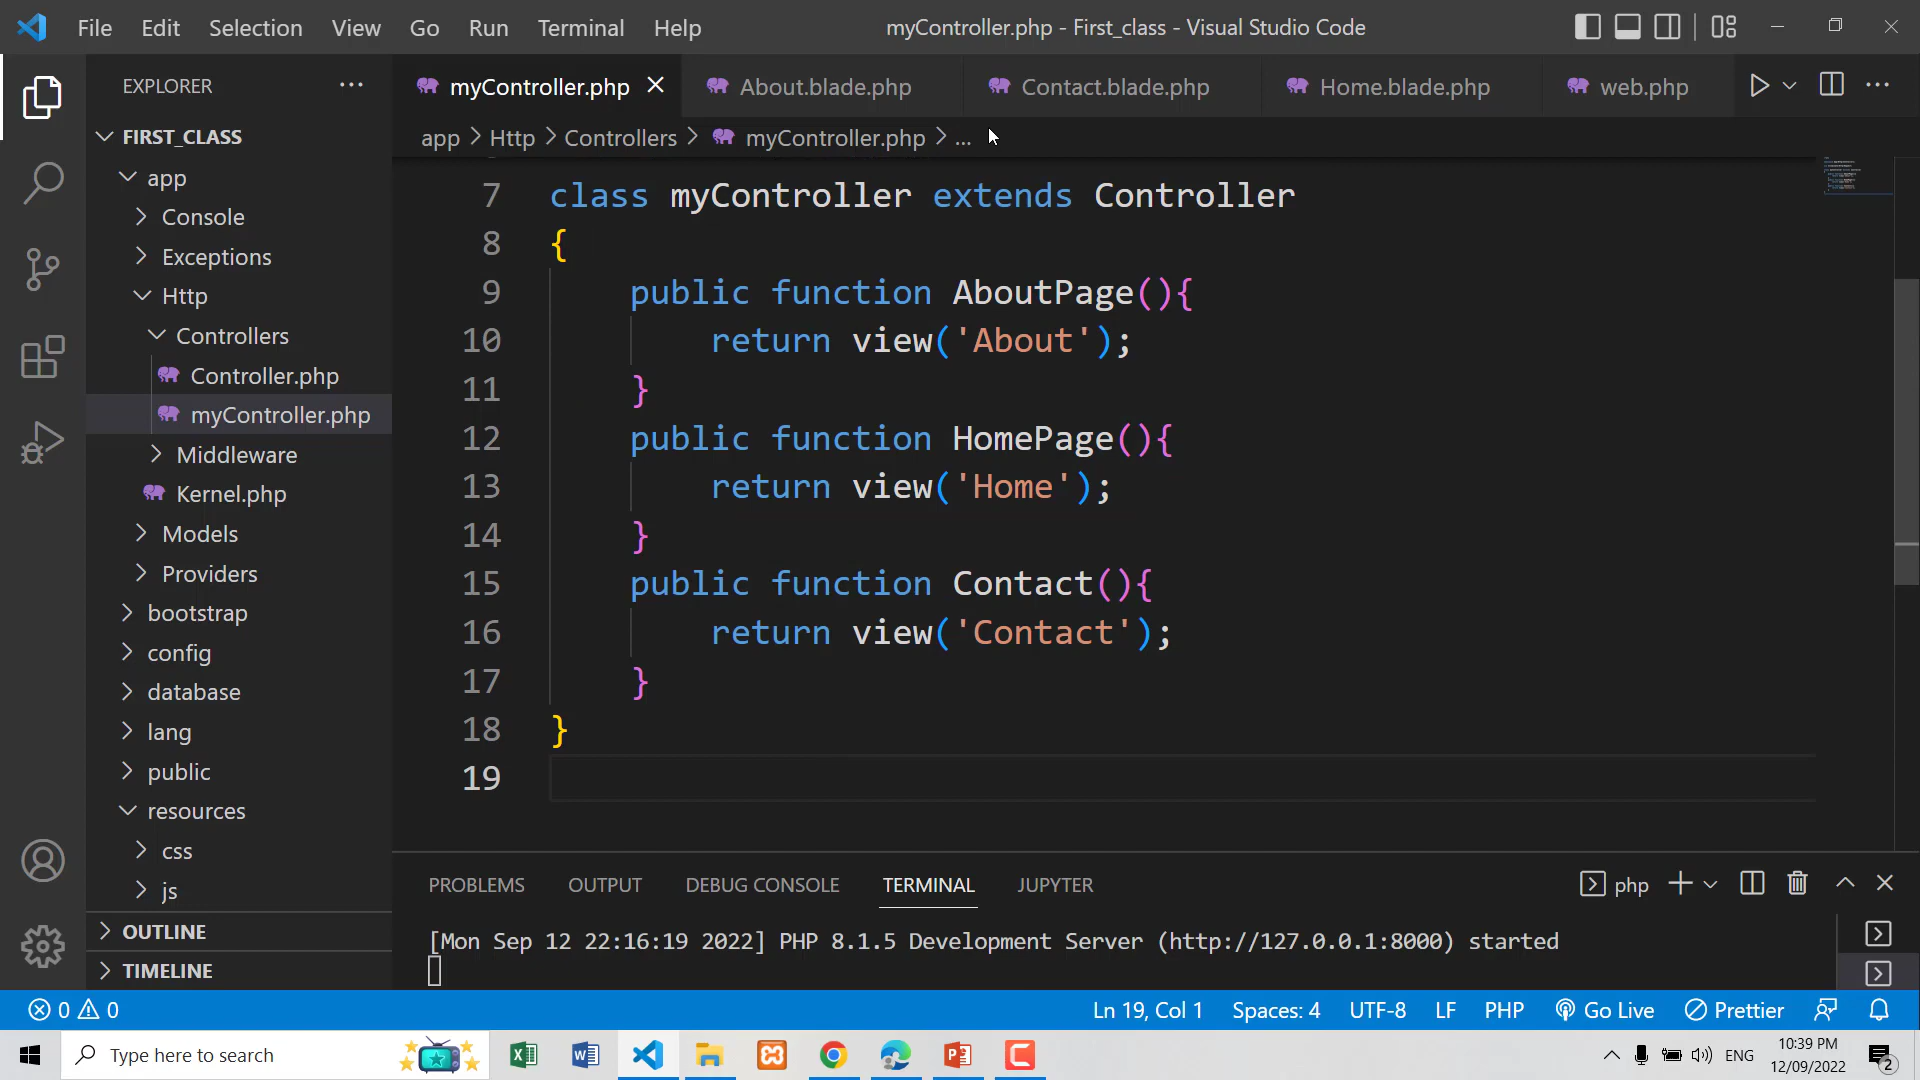 File Edit Selection View Go Run Terminal Help myController.php - First_class - Visual Studio Code
EXPLORER
myController.php About.blade.php Contact.blade.php Home.blade.php web.php
app > Http > Controllers > myController.php > ...
FIRST_CLASS
app
Console
Exceptions
Http
Controllers
Controller.php
myController.php
Middleware
Kernel.php
Models
Providers
bootstrap
config
database
lang
public
resources
css
js
OUTLINE
TIMELINE
7 class myController extends Controller
8 {
9 public function AboutPage(){
10 return view('About');
11 }
12 public function HomePage(){
13 return view('Home');
14 }
15 public function Contact(){
16 return view('Contact');
17 }
18 }
19
PROBLEMS OUTPUT DEBUG CONSOLE TERMINAL JUPYTER php
[Mon Sep 12 22:16:19 2022] PHP 8.1.5 Development Server (http://127.0.0.1:8000) started
0 0 Ln 19, Col 1 Spaces: 4 UTF-8 LF PHP Go Live Prettier
Type here to search
ENG
10:39 PM
12/09/2022
2